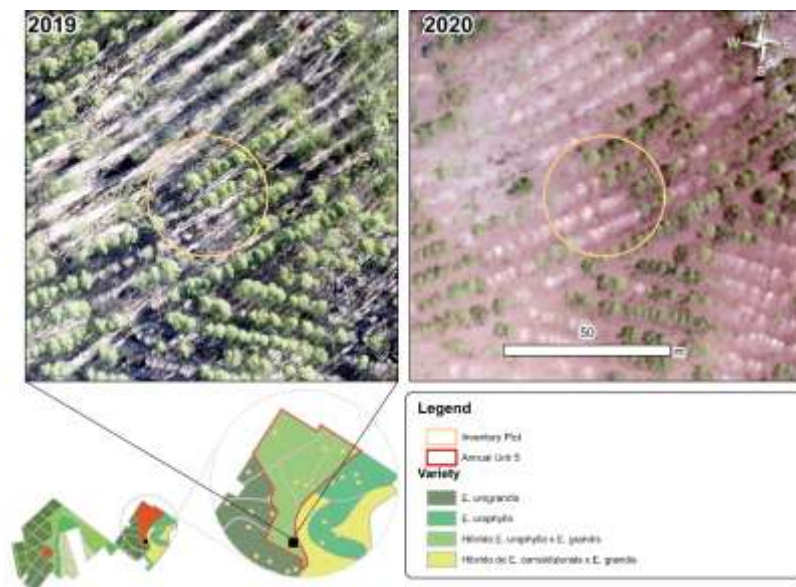 2019
2020
W
50
m
Legend
Inventory Plot
Annual Unit 5
Variety
E. urograndis
E. urophylla
Híbrido E. urophylla x E. grandis
Híbrido de E. camaldulensis x E. grandis